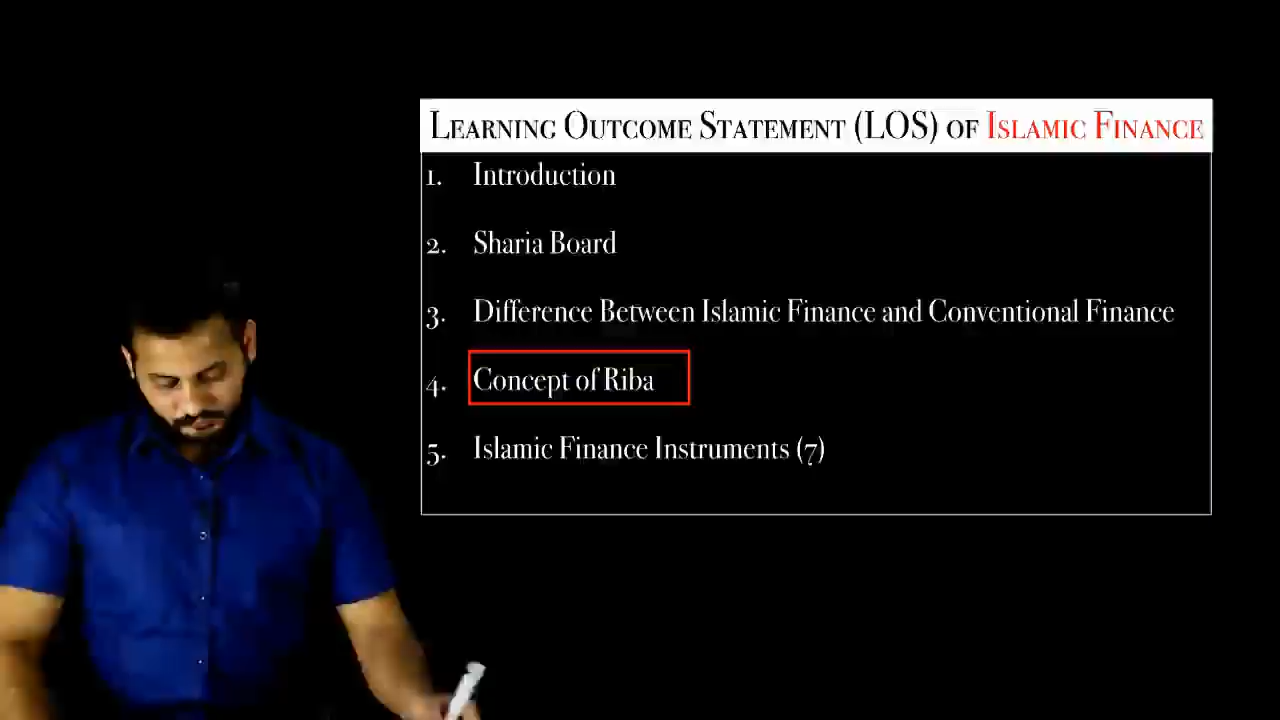 Learning Outcome Statement (LOS) of Islamic Finance
1. Introduction
2. Sharia Board
3. Difference Between Islamic Finance and Conventional Finance
4. Concept of Riba
5. Islamic Finance Instruments (7)